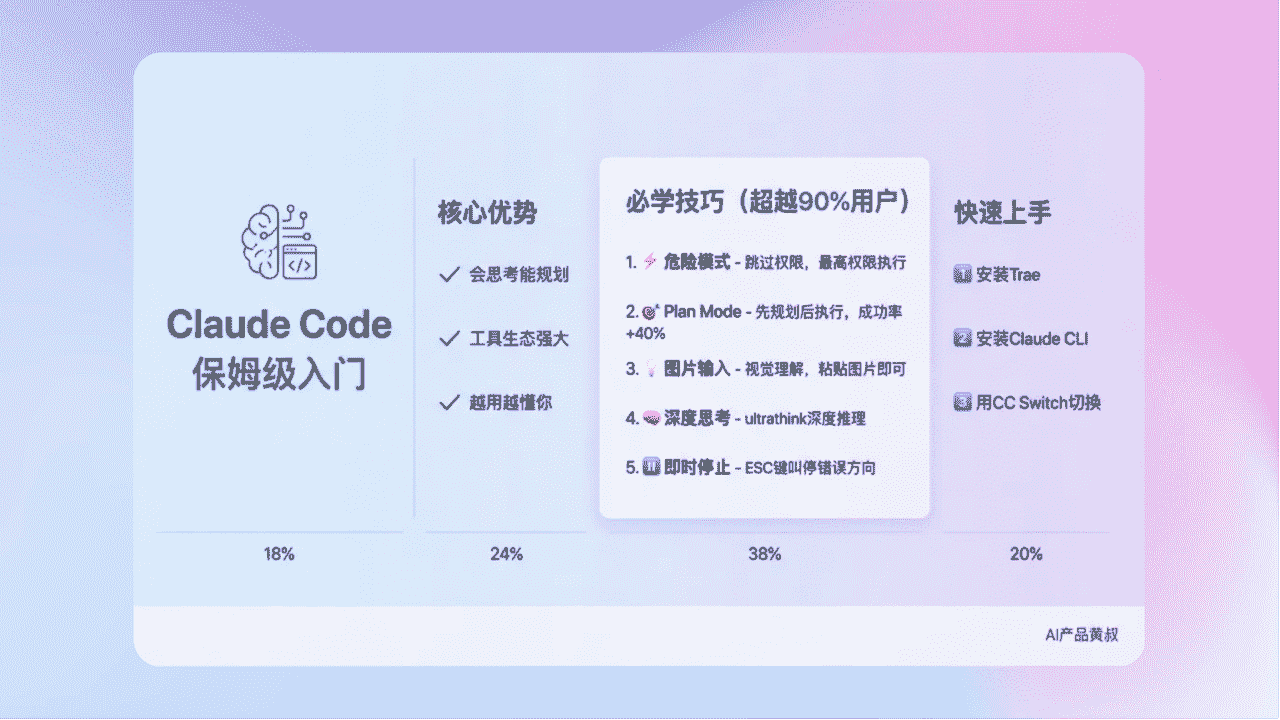 Claude Code
保姆级入门
核心优势
✓ 会思考能规划
✓ 工具生态强大
✓ 越用越懂你
必学技巧（超越90%用户）
1. ⚡ 危险模式 - 跳过权限，最高权限执行
2. 🎯 Plan Mode - 先规划后执行，成功率
+40%
3. 💡 图片输入 - 视觉理解，粘贴图片即可
4. 🧠 深度思考 - ultrathink深度推理
5. ⏸️ 即时停止 - ESC键叫停错误方向
快速上手
1️⃣ 安装Trae
2️⃣ 安装Claude CLI
3️⃣ 用CC Switch切换
18%
24%
38%
20%
AI产品黄叔